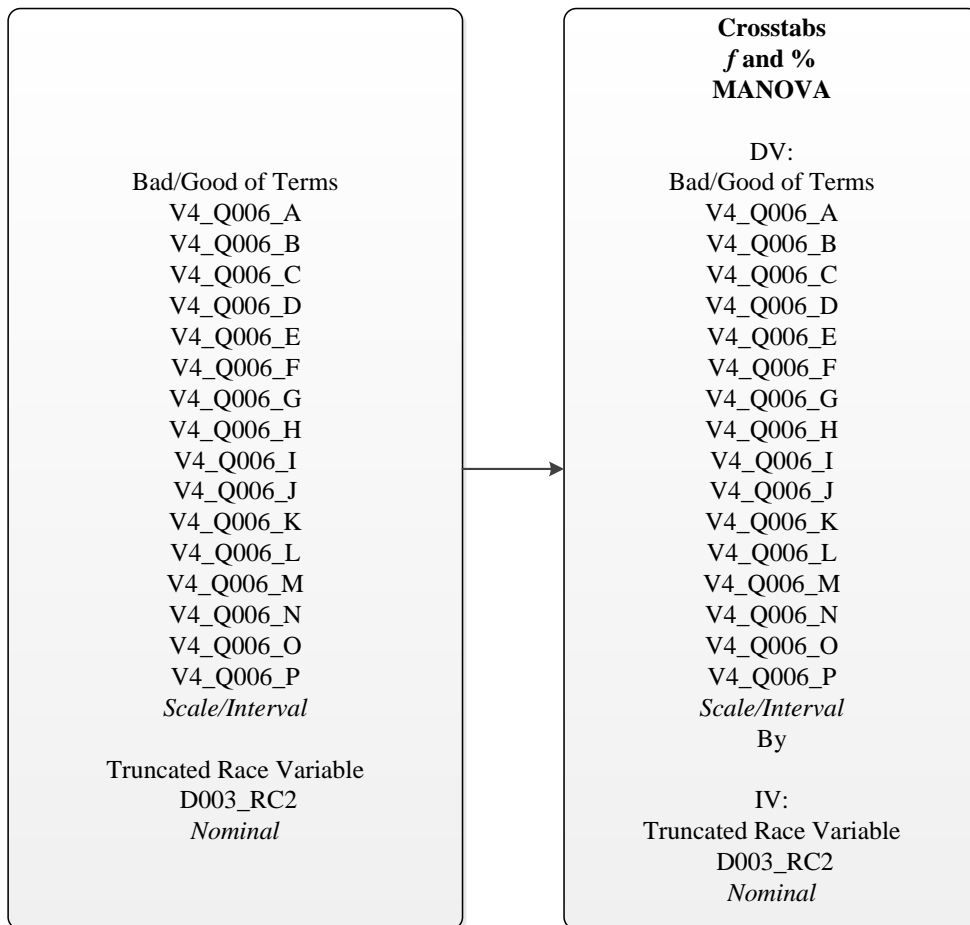 Bad/Good of Terms
V4_Q006_A
V4_Q006_B
V4_Q006_C
V4_Q006_D
V4_Q006_E
V4_Q006_F
V4_Q006_G
V4_Q006_H
V4_Q006_I
V4_Q006_J
V4_Q006_K
V4_Q006_L
V4_Q006_M
V4_Q006_N
V4_Q006_O
V4_Q006_P
Scale/Interval
Truncated Race Variable
D003_RC2
Nominal
Crosstabs
f and %
MANOVA
DV:
Bad/Good of Terms
V4_Q006_A
V4_Q006_B
V4_Q006_C
V4_Q006_D
V4_Q006_E
V4_Q006_F
V4_Q006_G
V4_Q006_H
V4_Q006_I
V4_Q006_J
V4_Q006_K
V4_Q006_L
V4_Q006_M
V4_Q006_N
V4_Q006_O
V4_Q006_P
Scale/Interval
By
IV:
Truncated Race Variable
D003_RC2
Nominal